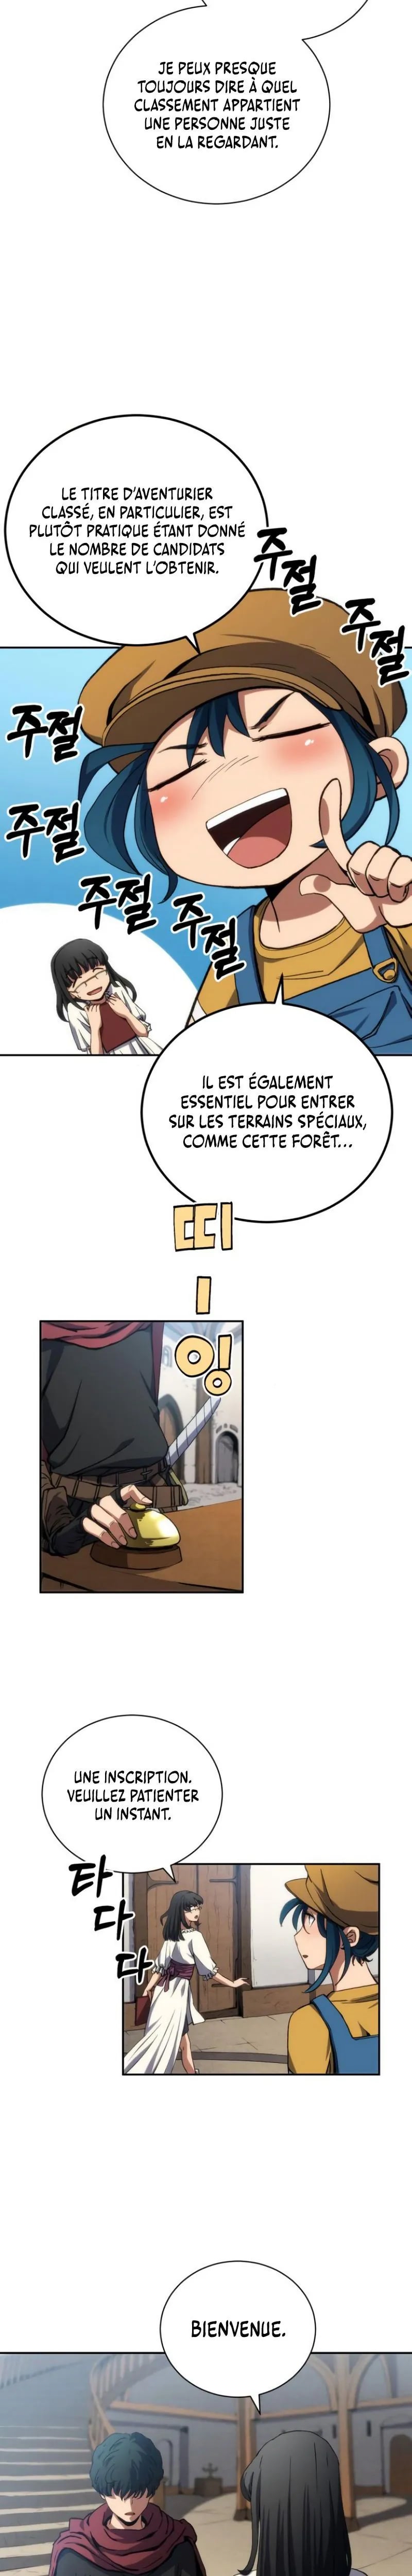 JE PEUX PRESQUE
TOUJOURS DIRE À QUEL
CLASSEMENT APPARTIENT
UNE PERSONNE JUSTE
EN LA REGARDANT.
LE TITRE D'AVENTURIER
CLASSÉ, EN PARTICULIER, EST
PLUTÔT PRATIQUE ÉTANT DONNÉ
LE NOMBRE DE CANDIDATS
QUI VEULENT L'OBTENIR.
주절
주절
주절
주절
주절
주절
IL EST ÉGALEMENT
ESSENTIEL POUR ENTRER
SUR LES TERRAINS SPÉCIAUX,
COMME CETTE FORÊT...
띠
ㅣ
잉
UNE INSCRIPTION.
VEUILLEZ PATIENTER
UN INSTANT.
타
다
다
BIENVENUE.